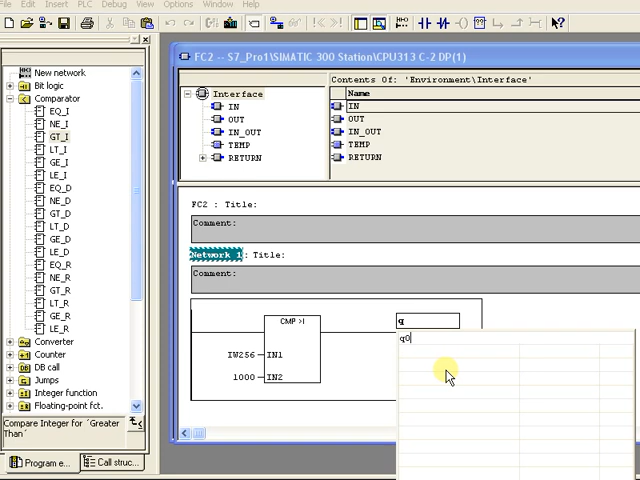 Edit Insert PLC Debug View Options Window Help
FC2 -- S7_Pro1\SIMATIC 300 Station\CPU313 C-2 DP(1)
New network
Bit logic
Comparator
EQ_I
NE_I
GT_I
LT_I
GE_I
LE_I
EQ_D
NE_D
GT_D
LT_D
GE_D
LE_D
EQ_R
NE_R
GT_R
LT_R
GE_R
LE_R
Converter
Counter
DB call
Jumps
Integer function
Floating-point fct.
Compare Integer for ´Greater
Than´
Program e...
Call struc...
Interface
IN
OUT
IN_OUT
TEMP
RETURN
Contents Of: 'Environment\Interface'
Name
IN
OUT
IN_OUT
TEMP
RETURN
FC2 : Title:
Comment:
Network 1: Title:
Comment:
CMP >I
q
q0
IW256 IN1
1000 IN2